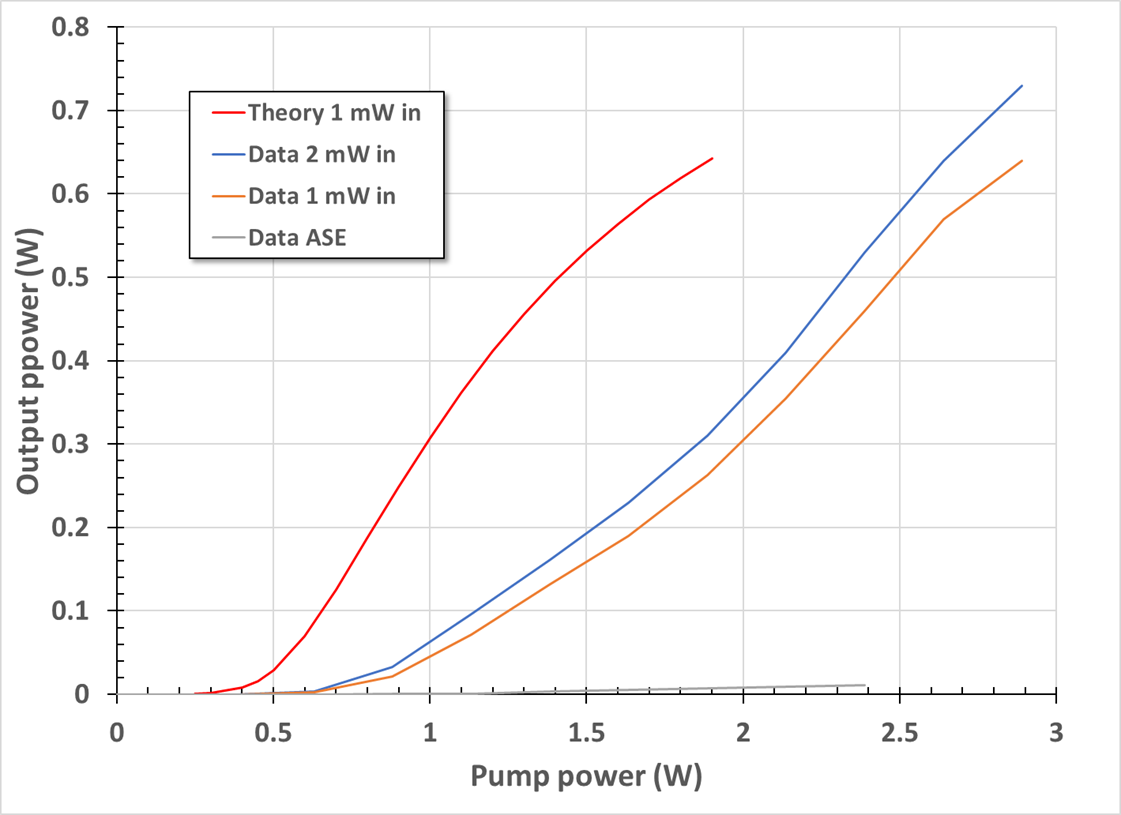 0.8
0.7
0.6
0.5
0.4
0.3
0.2
0.1
0
Output ppower (W)
Theory 1 mW in
Data 2 mW in
Data 1 mW in
Data ASE
0 0.5 1 1.5 2 2.5 3
Pump power (W)